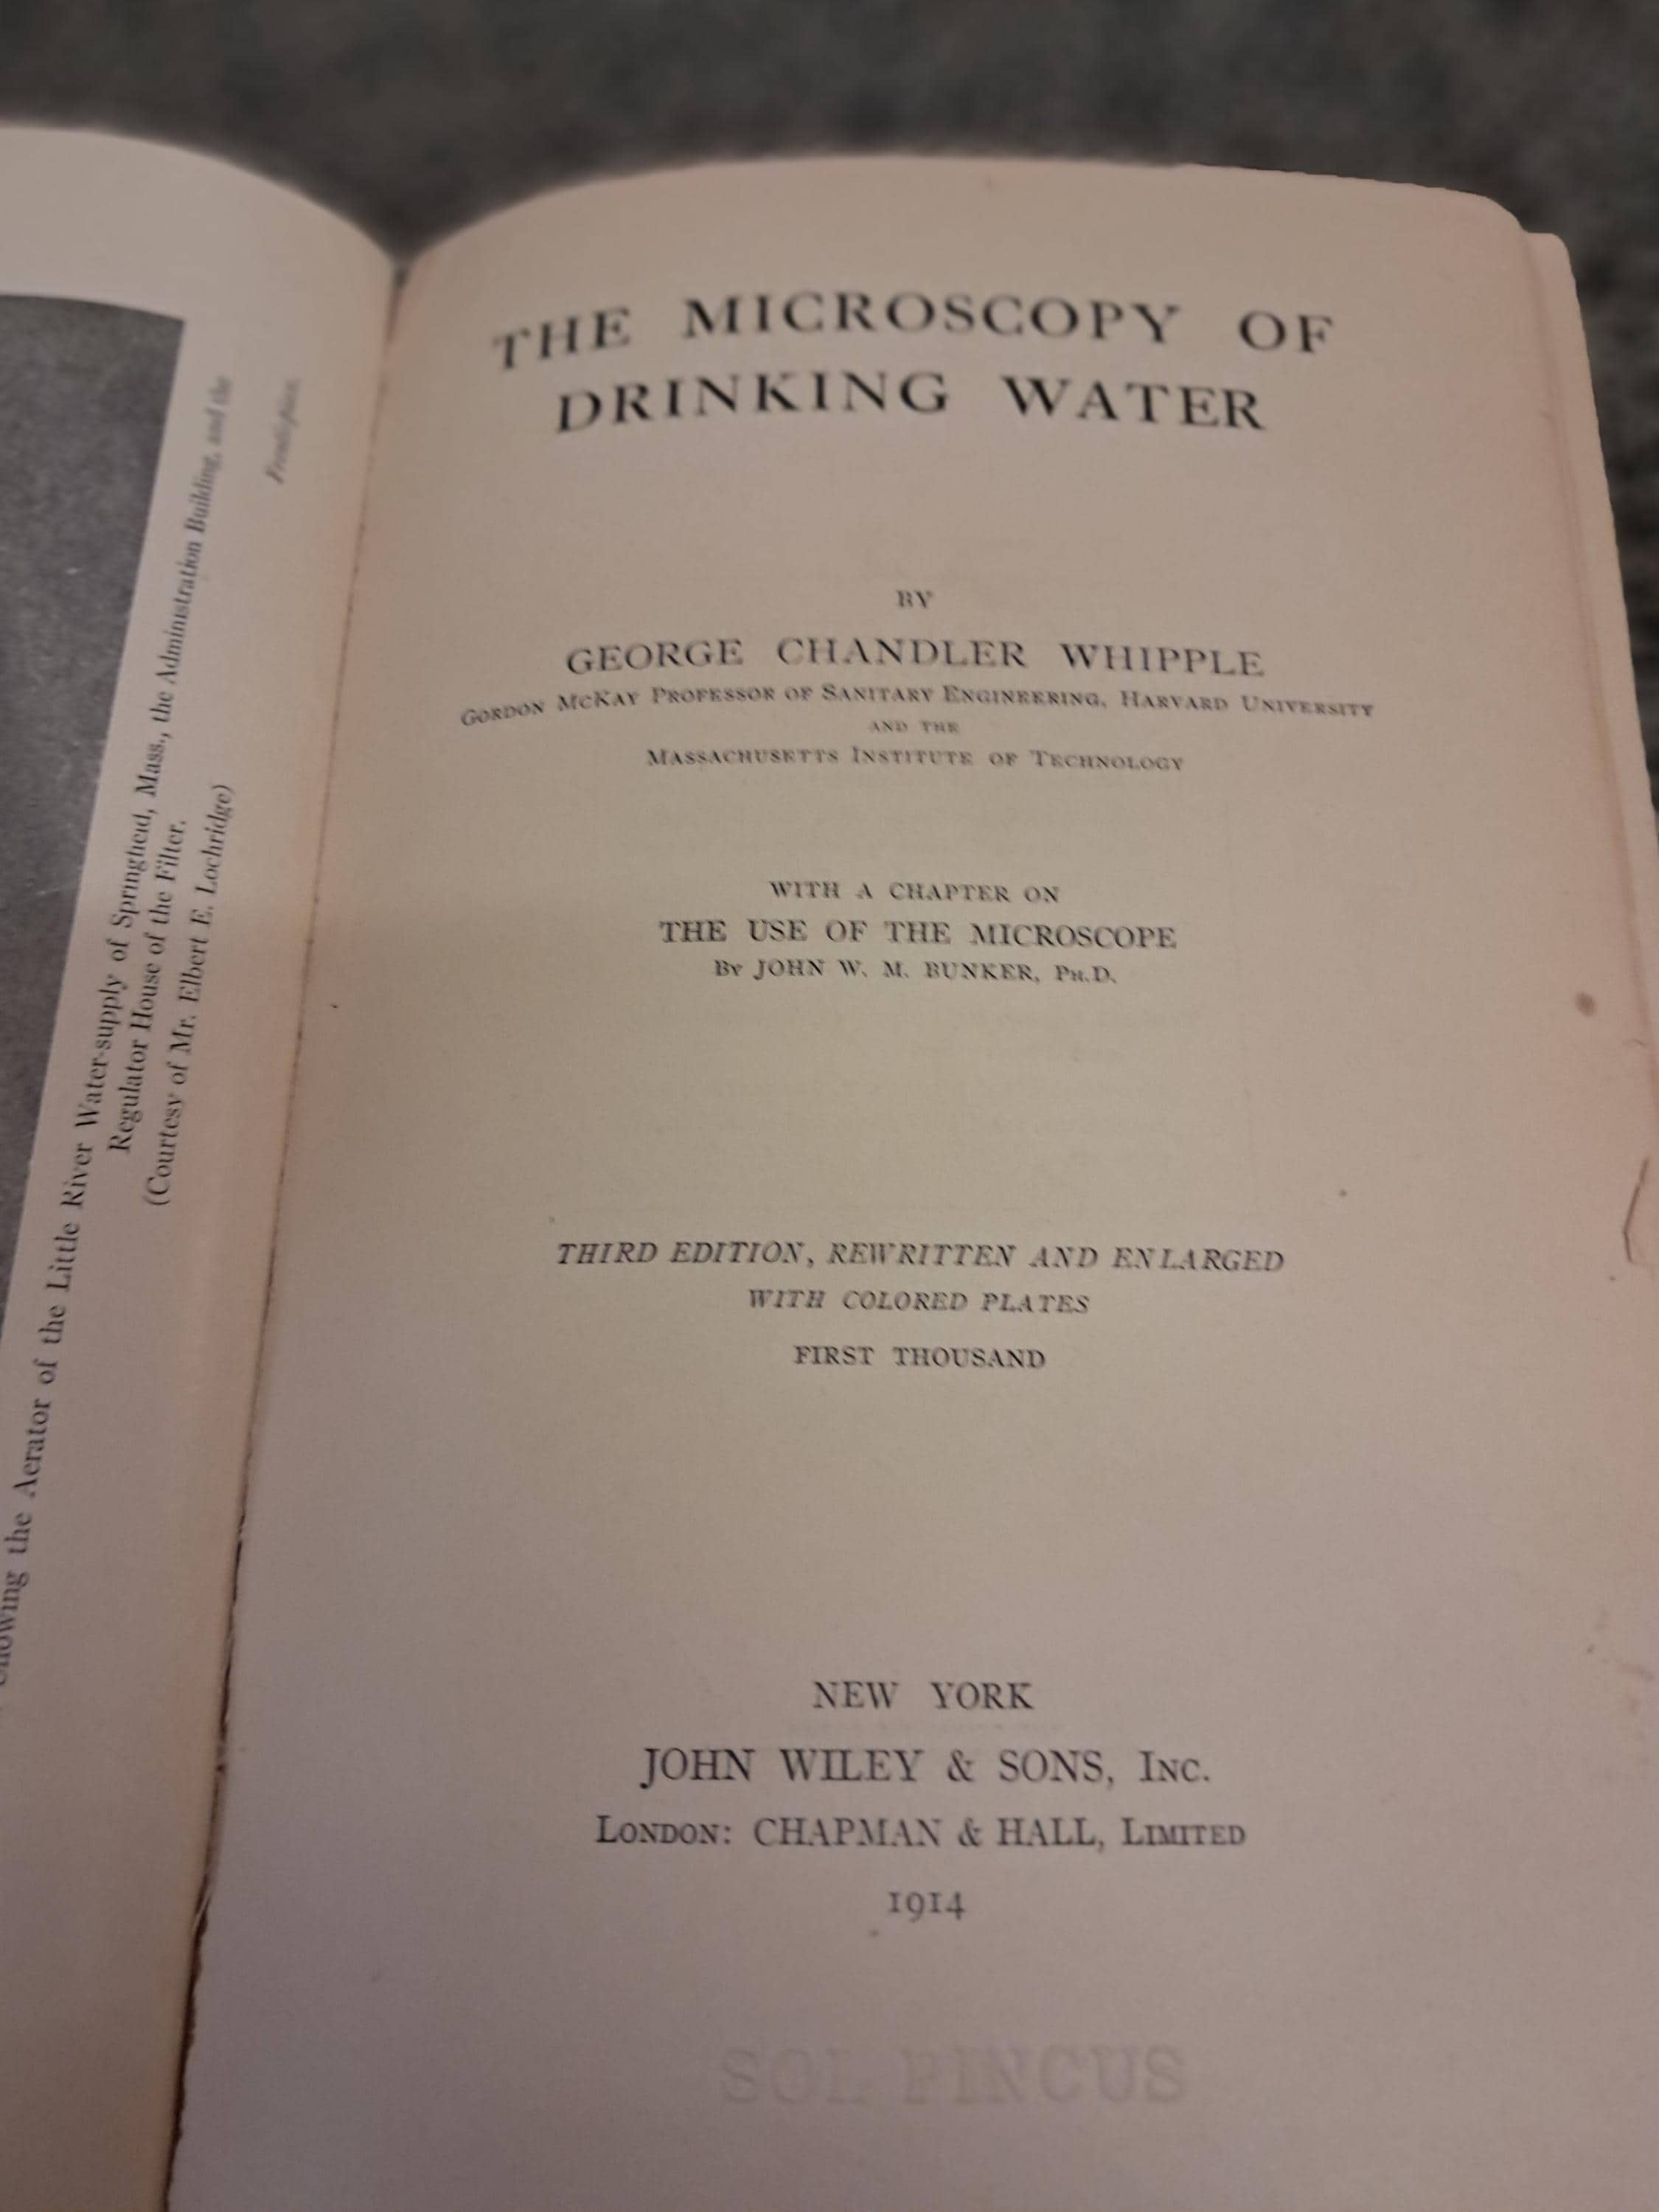 Showing the Aerator of the Little River Water-supply of Springfield, Mass., the Administration Building, and the
Regulator House of the Filter.
(Courtesy of Mr. Elbert E. Lochridge)
Frontispiece.
THE MICROSCOPY OF
DRINKING WATER
BY
GEORGE CHANDLER WHIPPLE
GORDON MCKAY PROFESSOR OF SANITARY ENGINEERING, HARVARD UNIVERSITY
AND THE
MASSACHUSETTS INSTITUTE OF TECHNOLOGY
WITH A CHAPTER ON
THE USE OF THE MICROSCOPE
By JOHN W. M. BUNKER, PH.D.
THIRD EDITION, REWRITTEN AND ENLARGED
WITH COLORED PLATES
FIRST THOUSAND
NEW YORK
JOHN WILEY & SONS, INC.
LONDON: CHAPMAN & HALL, LIMITED
1914
SOL PINCUS